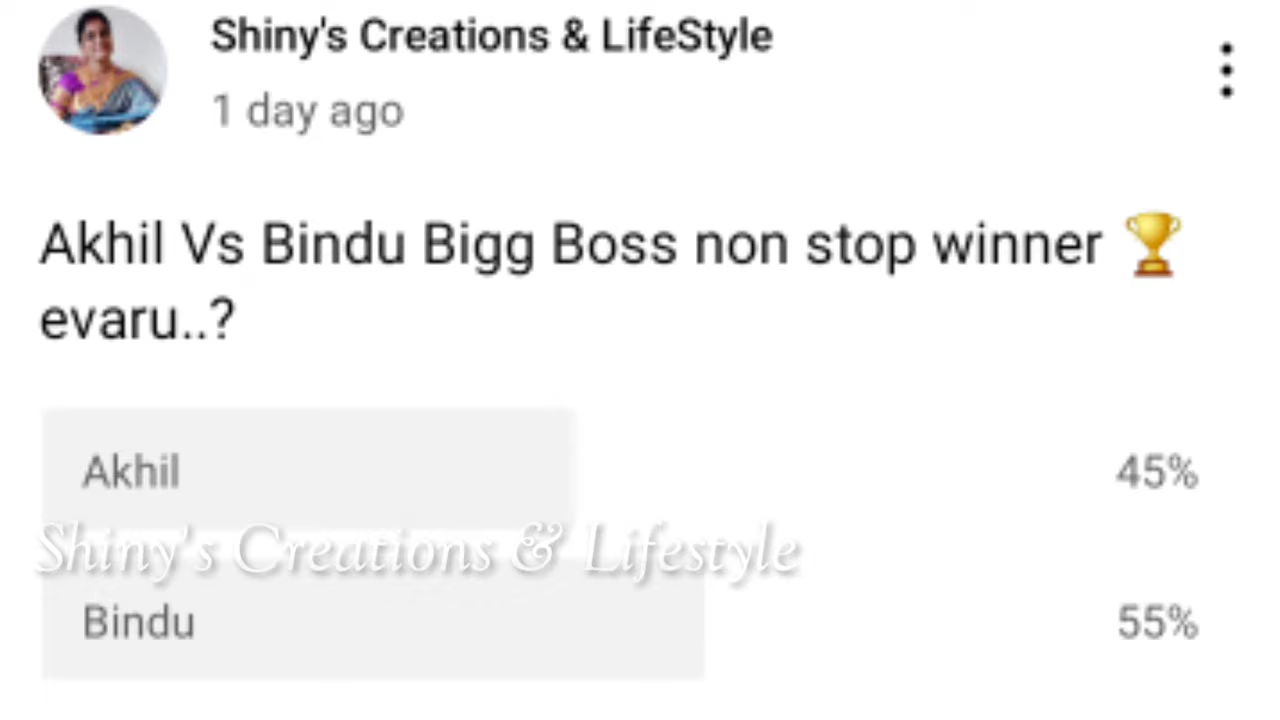 Shiny's Creations & LifeStyle
1 day ago
Akhil Vs Bindu Bigg Boss non stop winner 🏆
evaru..?
Akhil 45%
Shiny's Creations & Lifestyle
Bindu 55%